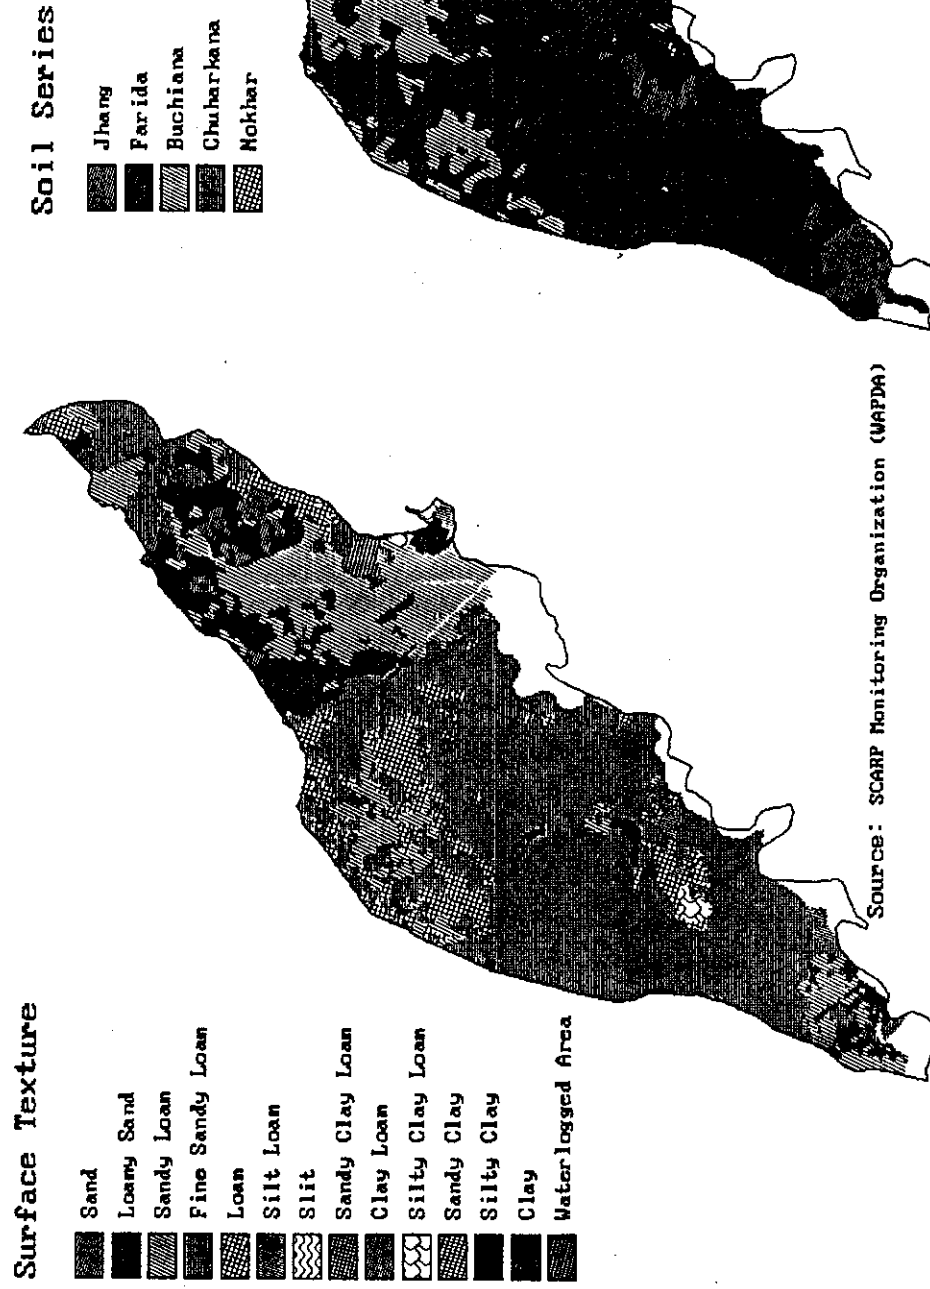 Surface Texture
Sand
Loamy Sand
Sandy Loam
Fine Sandy Loam
Loam
Silt Loam
Slit
Sandy Clay Loam
Clay Loam
Silty Clay Loam
Sandy Clay
Silty Clay
Clay
Waterlogged Area
Soil Series
Jhang
Farida
Buchiana
Chuharkana
Nokhar
Source: SCARP Monitoring Organization (WAPDA)